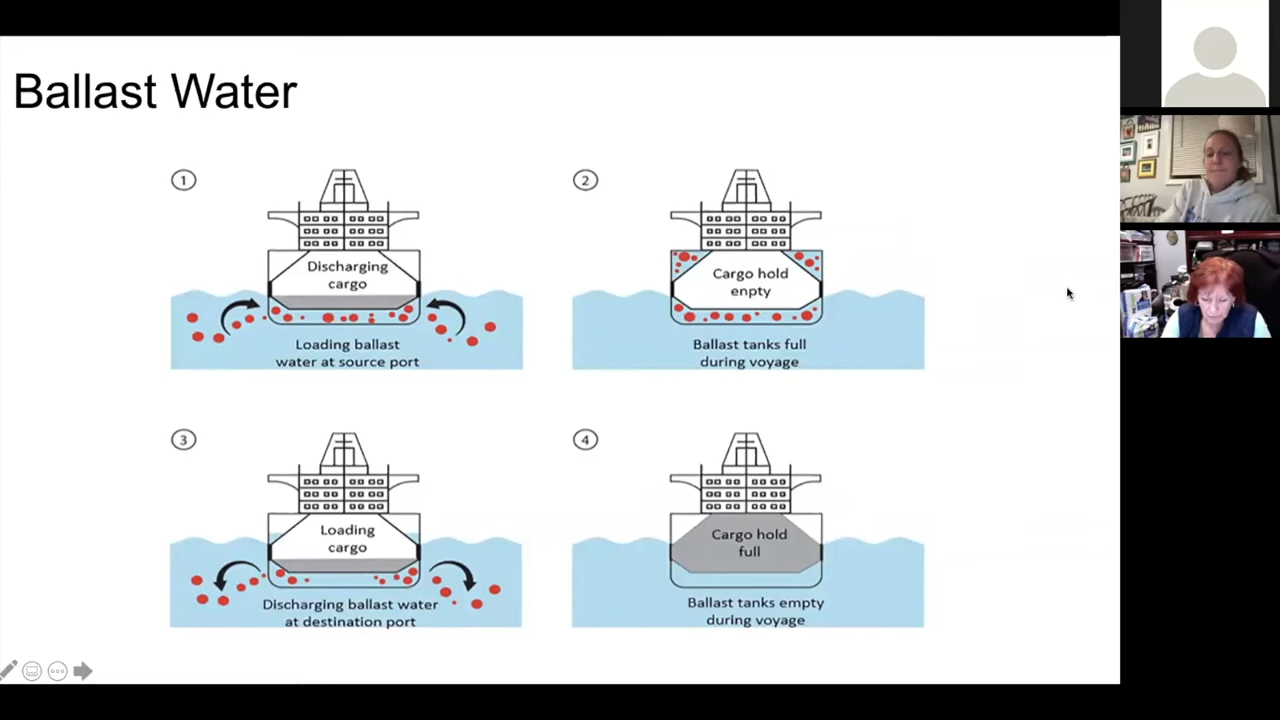 Ballast Water
1
Discharging
cargo
Loading ballast
water at source port
2
Cargo hold
enpty
Ballast tanks full
during voyage
3
Loading
cargo
Discharging ballast water
at destination port
4
Cargo hold
full
Ballast tanks empty
during voyage